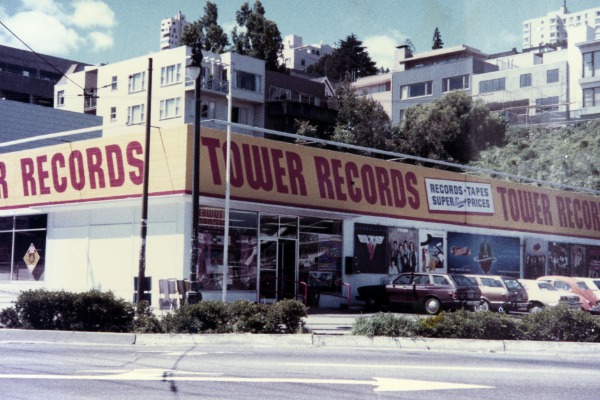 R RECORDS
TOWER RECORDS
RECORDS • TAPES
SUPER PRICES
TOWER RECOR